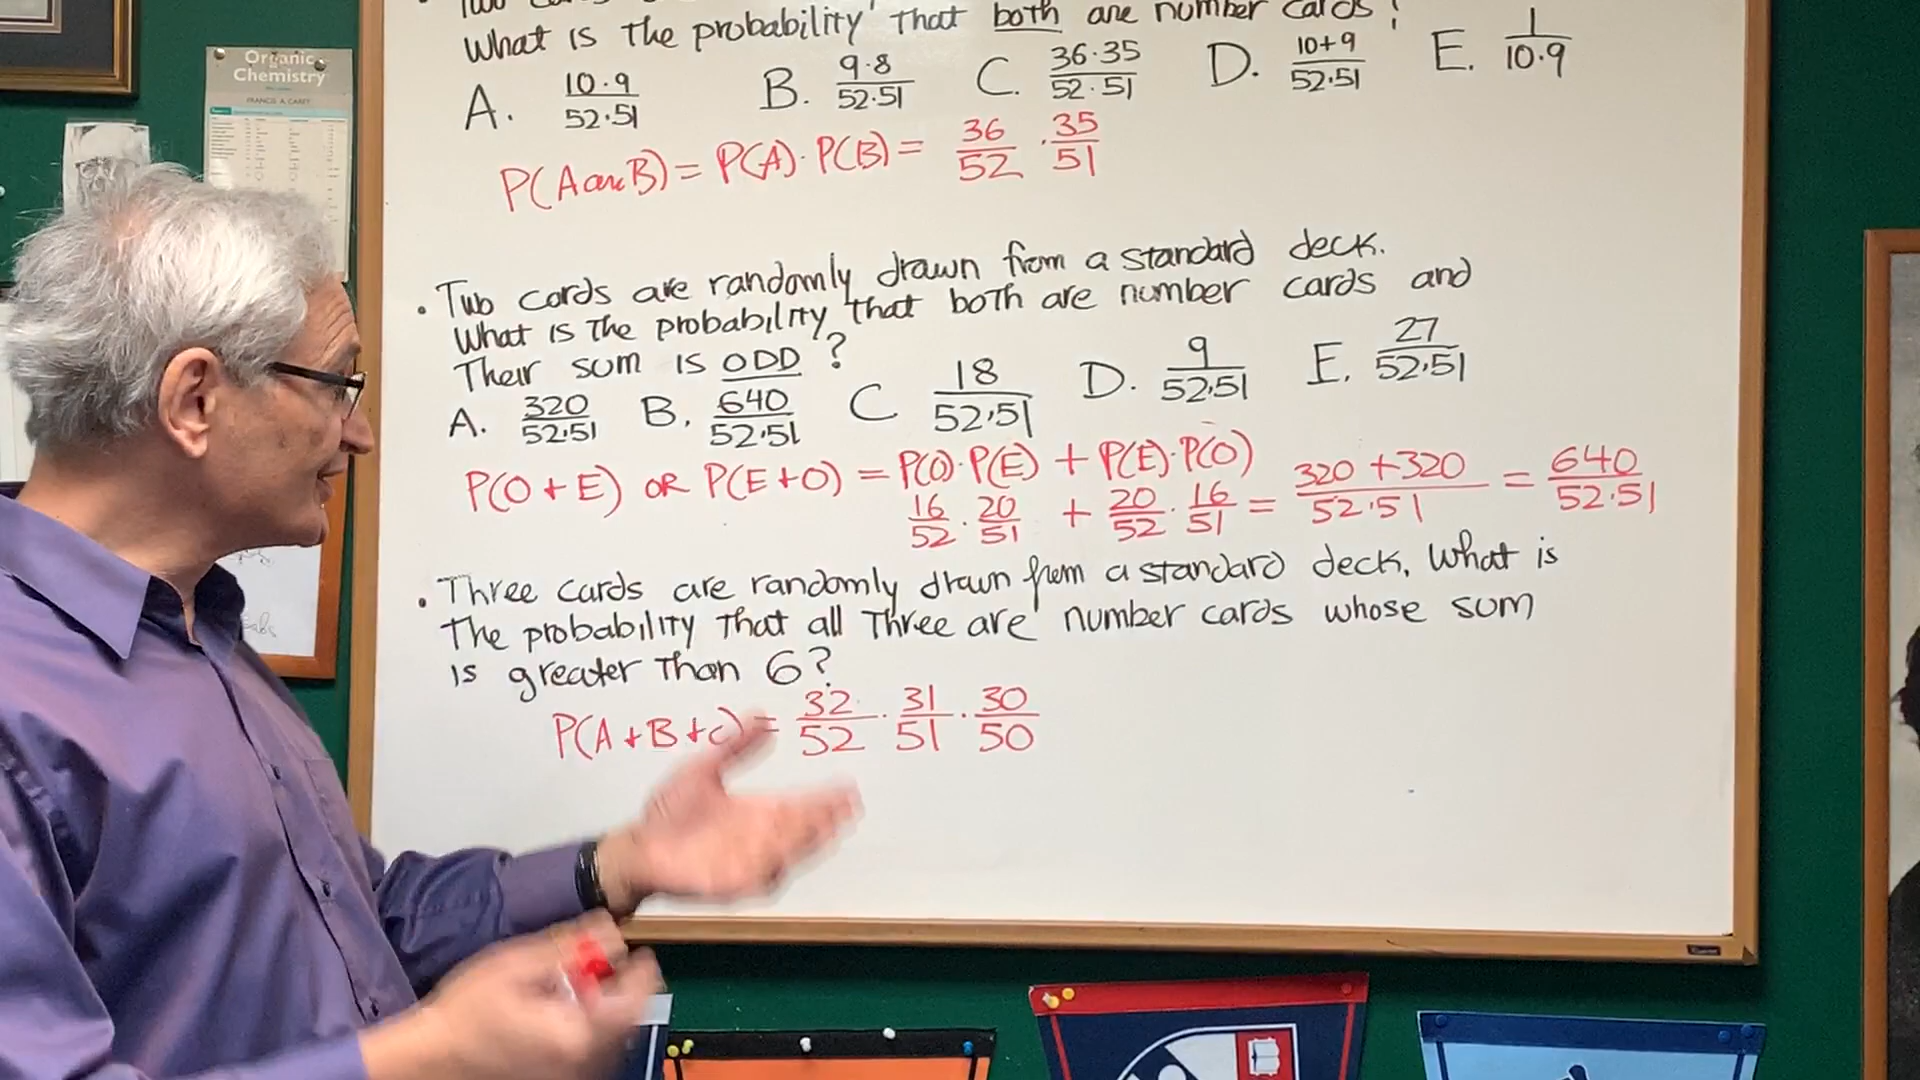 Organic
Chemistry
FRANCIS A. CAREY
What is the probability that both are number cards?
A. 10·9/52·51 B. 9·8/52·51 C. 36·35/52·51 D. 10+9/52·51 E. 1/10·9
P(A and B) = P(A)·P(B) = 36/52 · 35/51
• Two cards are randomly drawn from a standard deck.
What is the probability that both are number cards and
Their sum is ODD?
A. 320/52·51 B. 640/52·51 C 18/52·51 D. 9/52·51 E. 27/52·51
P(O+E) OR P(E+O) = P(O)·P(E) + P(E)·P(O)
16/52 · 20/51 + 20/52 · 16/51 = 320+320/52·51 = 640/52·51
• Three cards are randomly drawn from a standard deck. What is
The probability that all three are number cards whose sum
is greater than 6?
P(A+B+C) = 32/52 · 31/51 · 30/50